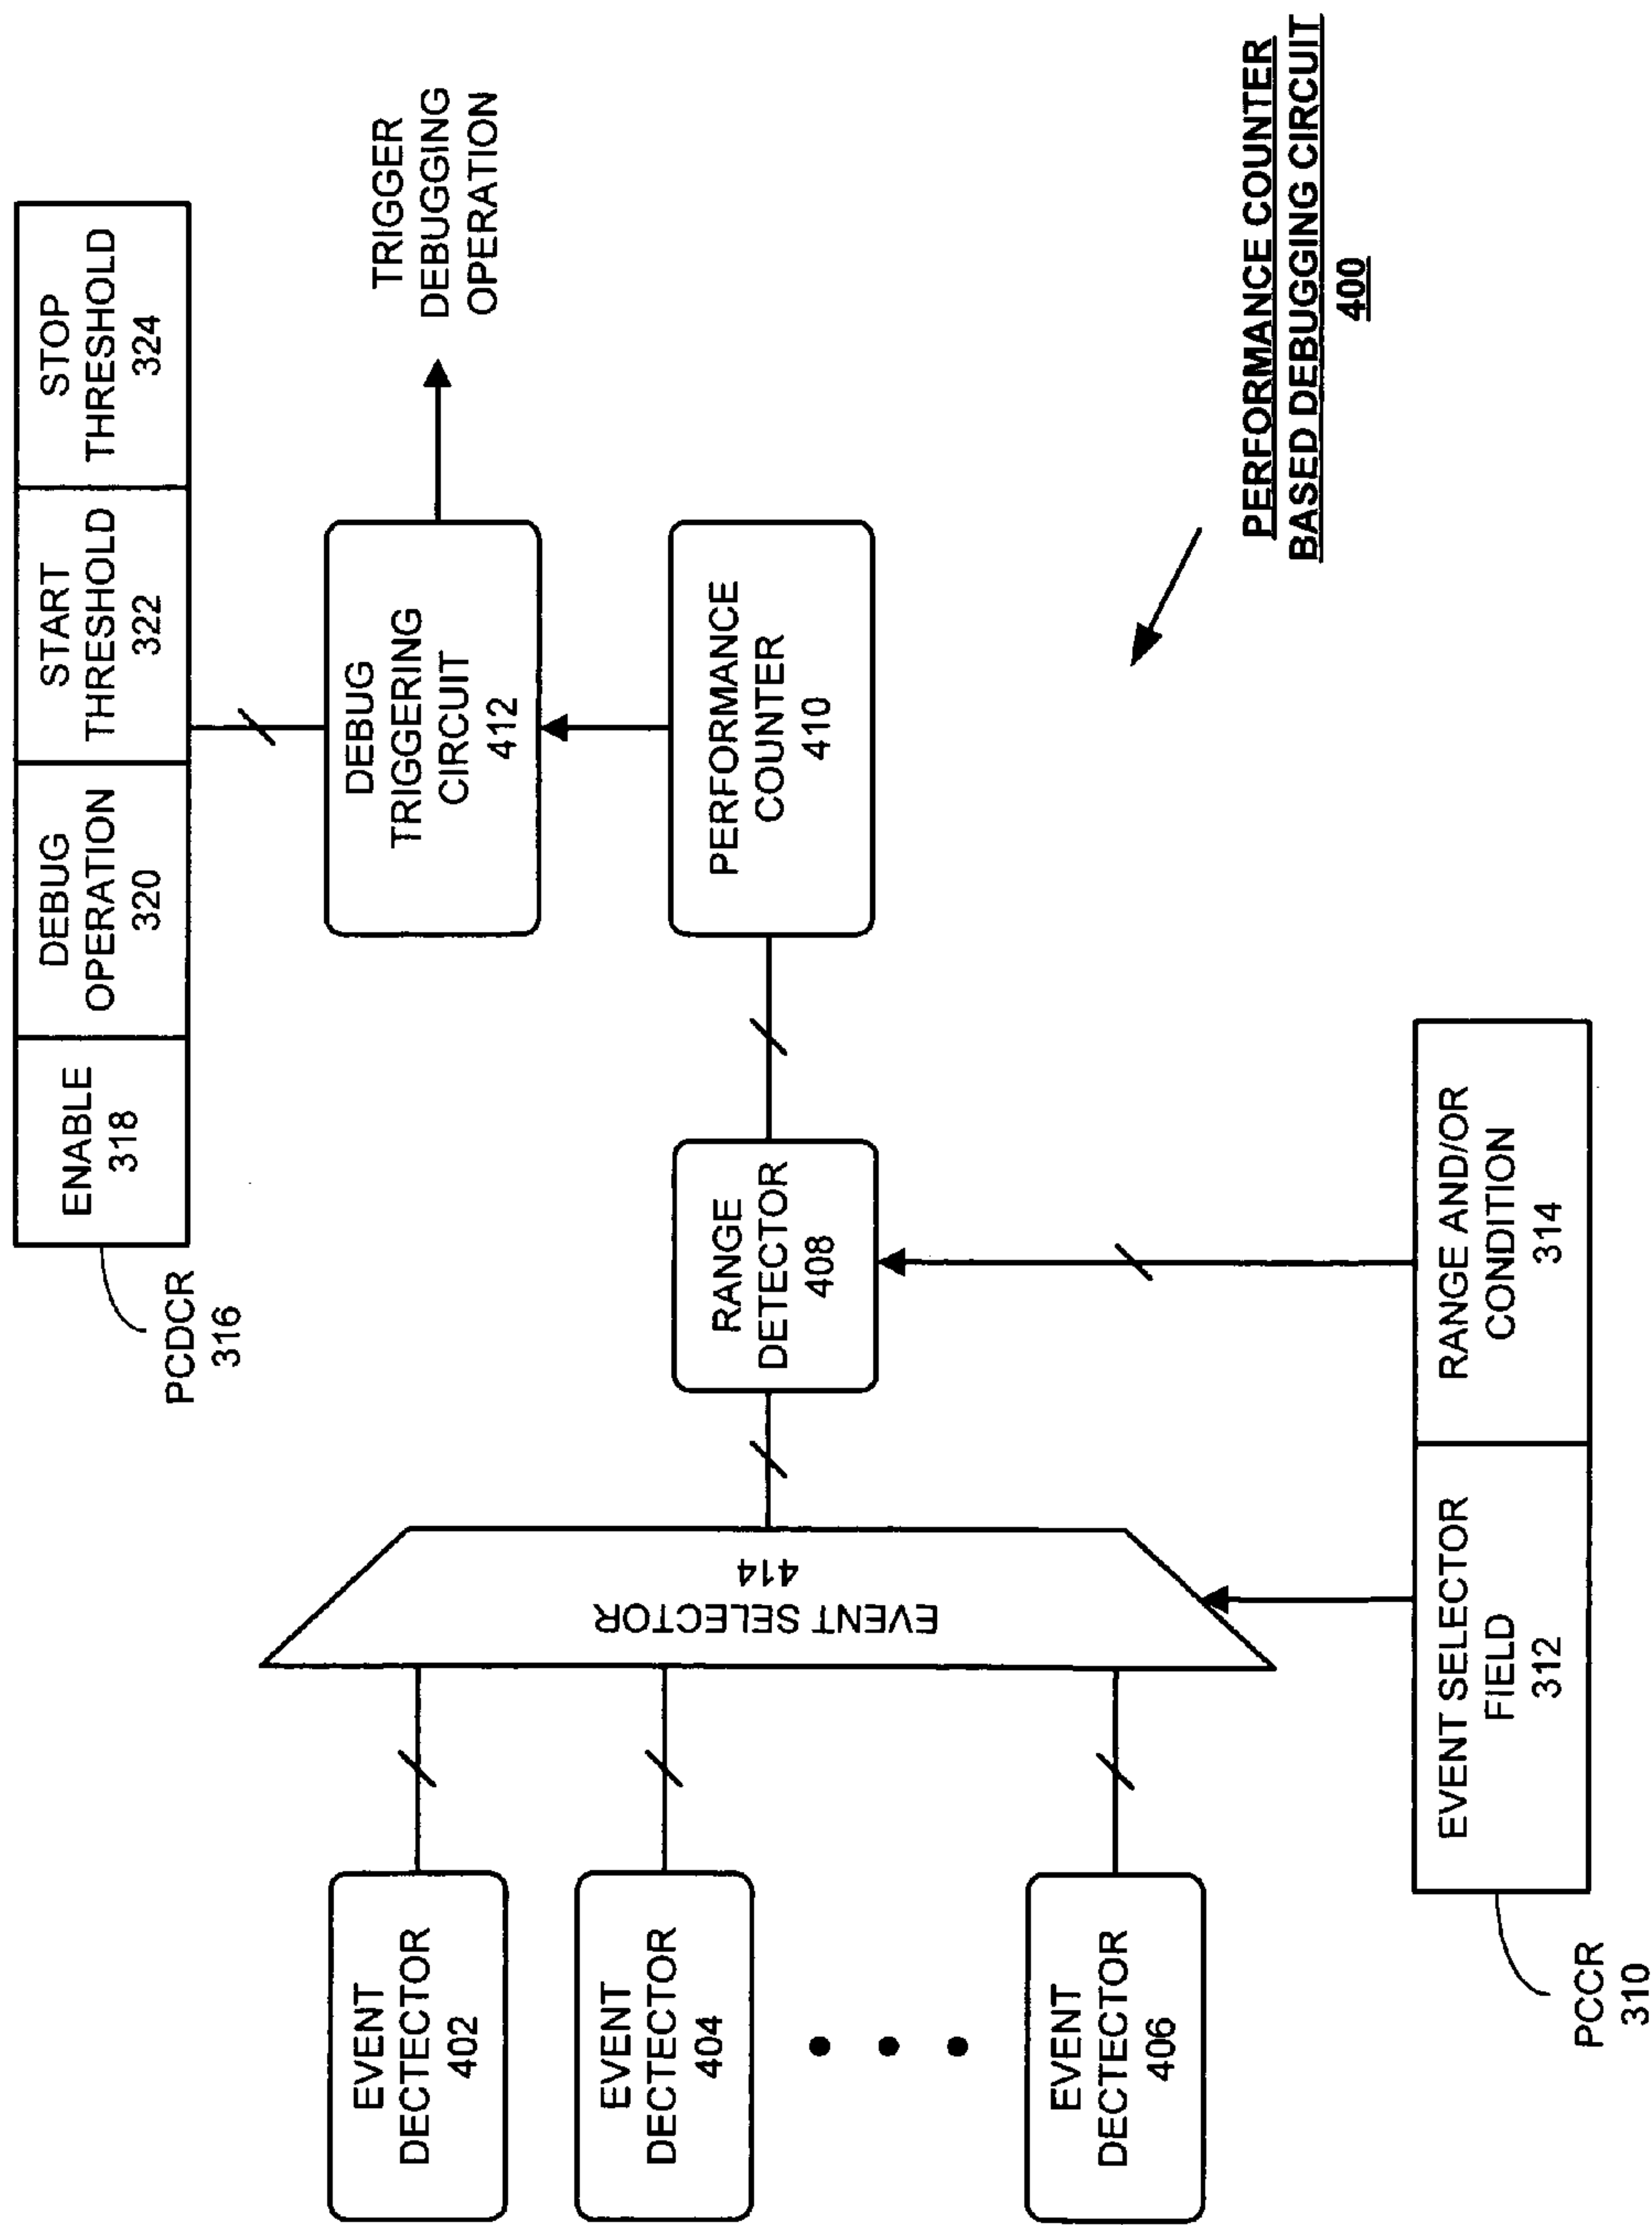 ENABLE
318
DEBUG
OPERATION
320
START
THRESHOLD
322
STOP
THRESHOLD
324
PCDCR
316
DEBUG
TRIGGERING
CIRCUIT
412
TRIGGER
DEBUGGING
OPERATION
EVENT
DECTECTOR
402
EVENT
DECTECTOR
404
EVENT
DECTECTOR
406
EVENT SELECTOR
414
RANGE
DETECTOR
408
PERFORMANCE
COUNTER
410
EVENT SELECTOR
FIELD
312
RANGE AND/OR
CONDITION
314
PCCR
310
PERFORMANCE COUNTER
BASED DEBUGGING CIRCUIT
400